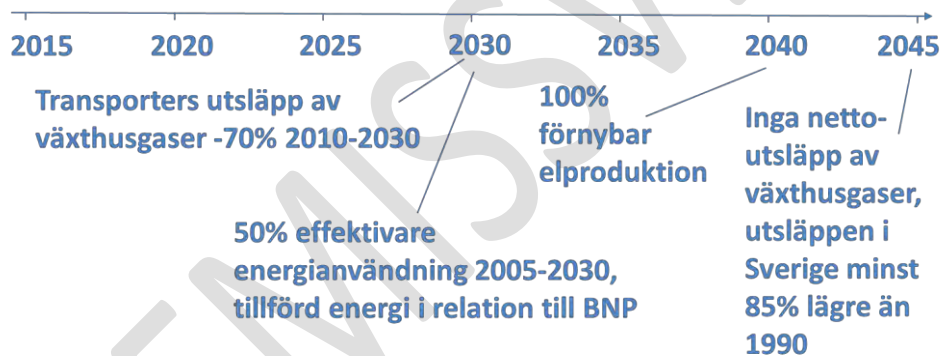 2015 2020 2025 2030 2035 2040 2045
Transporters utsläpp av
växthusgaser -70% 2010-2030
50% effektivare
energianvändning 2005-2030,
tillförd energi i relation till BNP
100%
förnybar
elproduktion
Inga netto-
utsläpp av
växthusgaser,
utsläppen i
Sverige minst
85% lägre än
1990